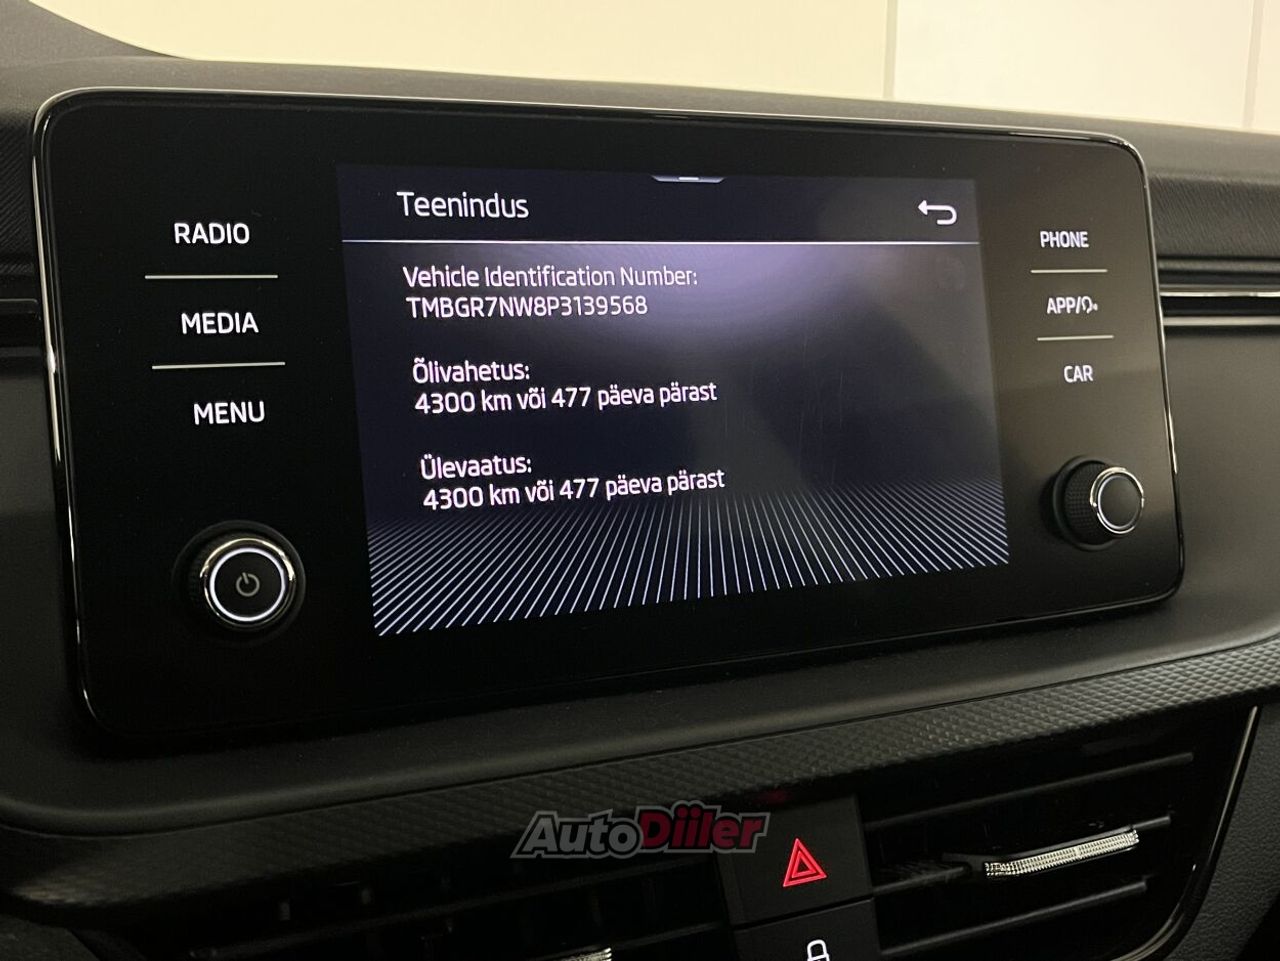 Teenindus
RADIO
MEDIA
MENU
Vehicle Identification Number:
TMBGR7NW8P3139568
Õlivahetus:
4300 km või 477 päeva pärast
Ülevaatus:
4300 km või 477 päeva pärast
PHONE
APP/
CAR
AutoDiiler